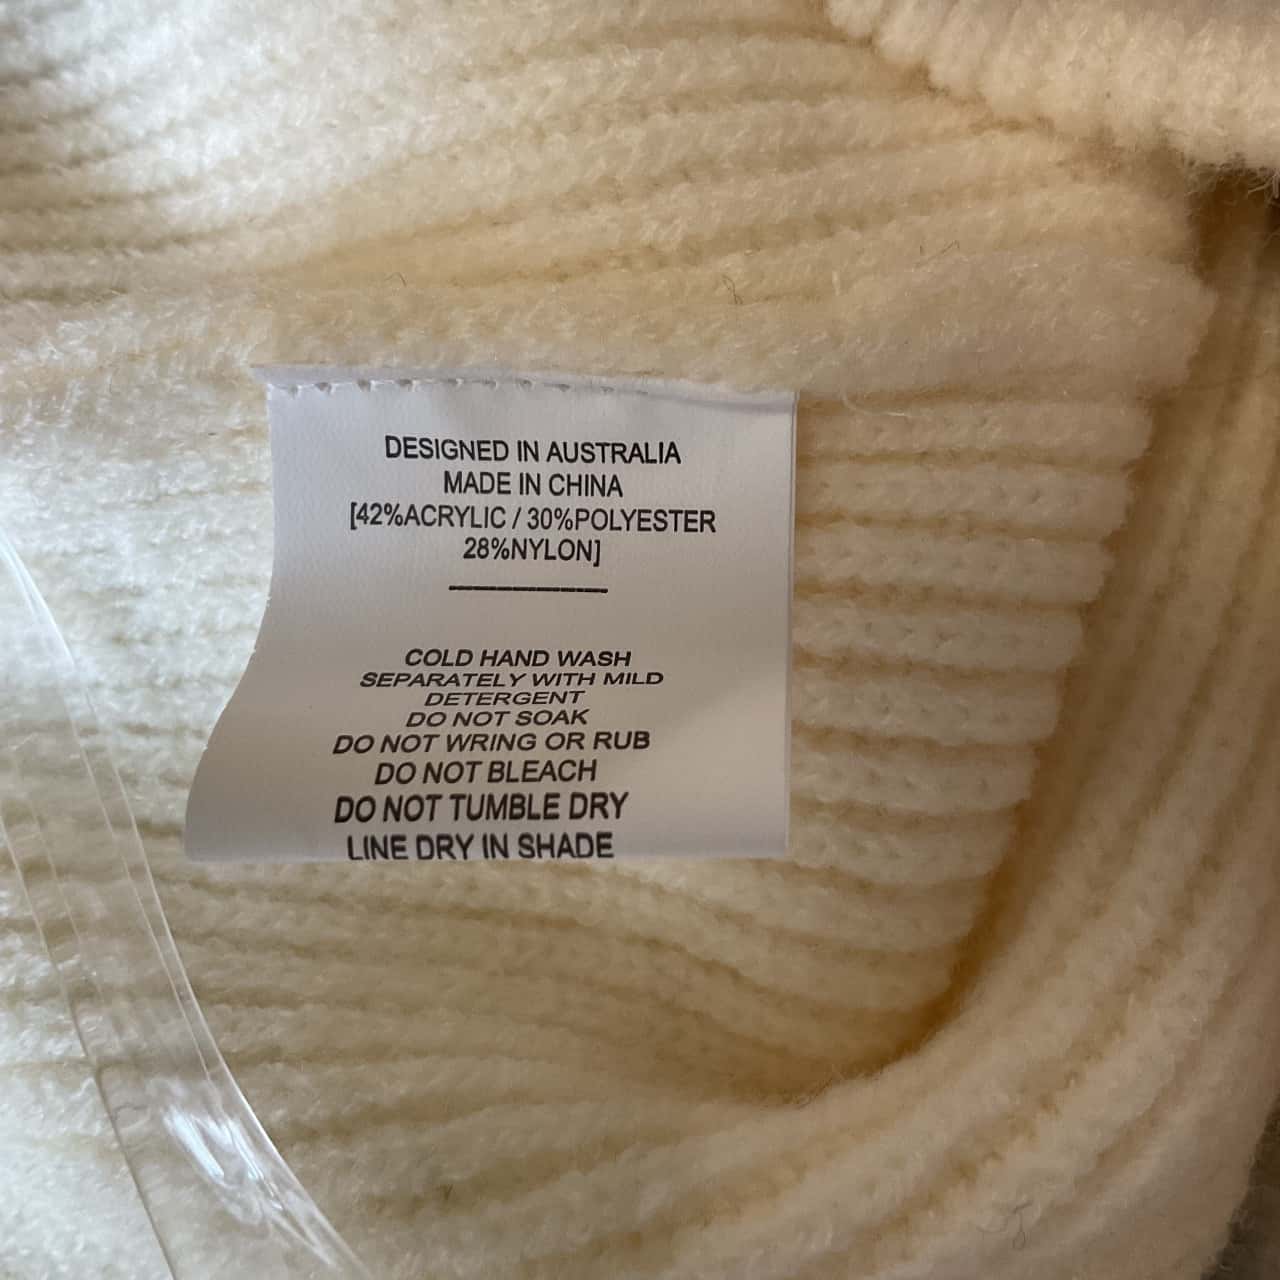 DESIGNED IN AUSTRALIA
MADE IN CHINA
[42%ACRYLIC / 30%POLYESTER
28%NYLON]
COLD HAND WASH
SEPARATELY WITH MILD
DETERGENT
DO NOT SOAK
DO NOT WRING OR RUB
DO NOT BLEACH
DO NOT TUMBLE DRY
LINE DRY IN SHADE